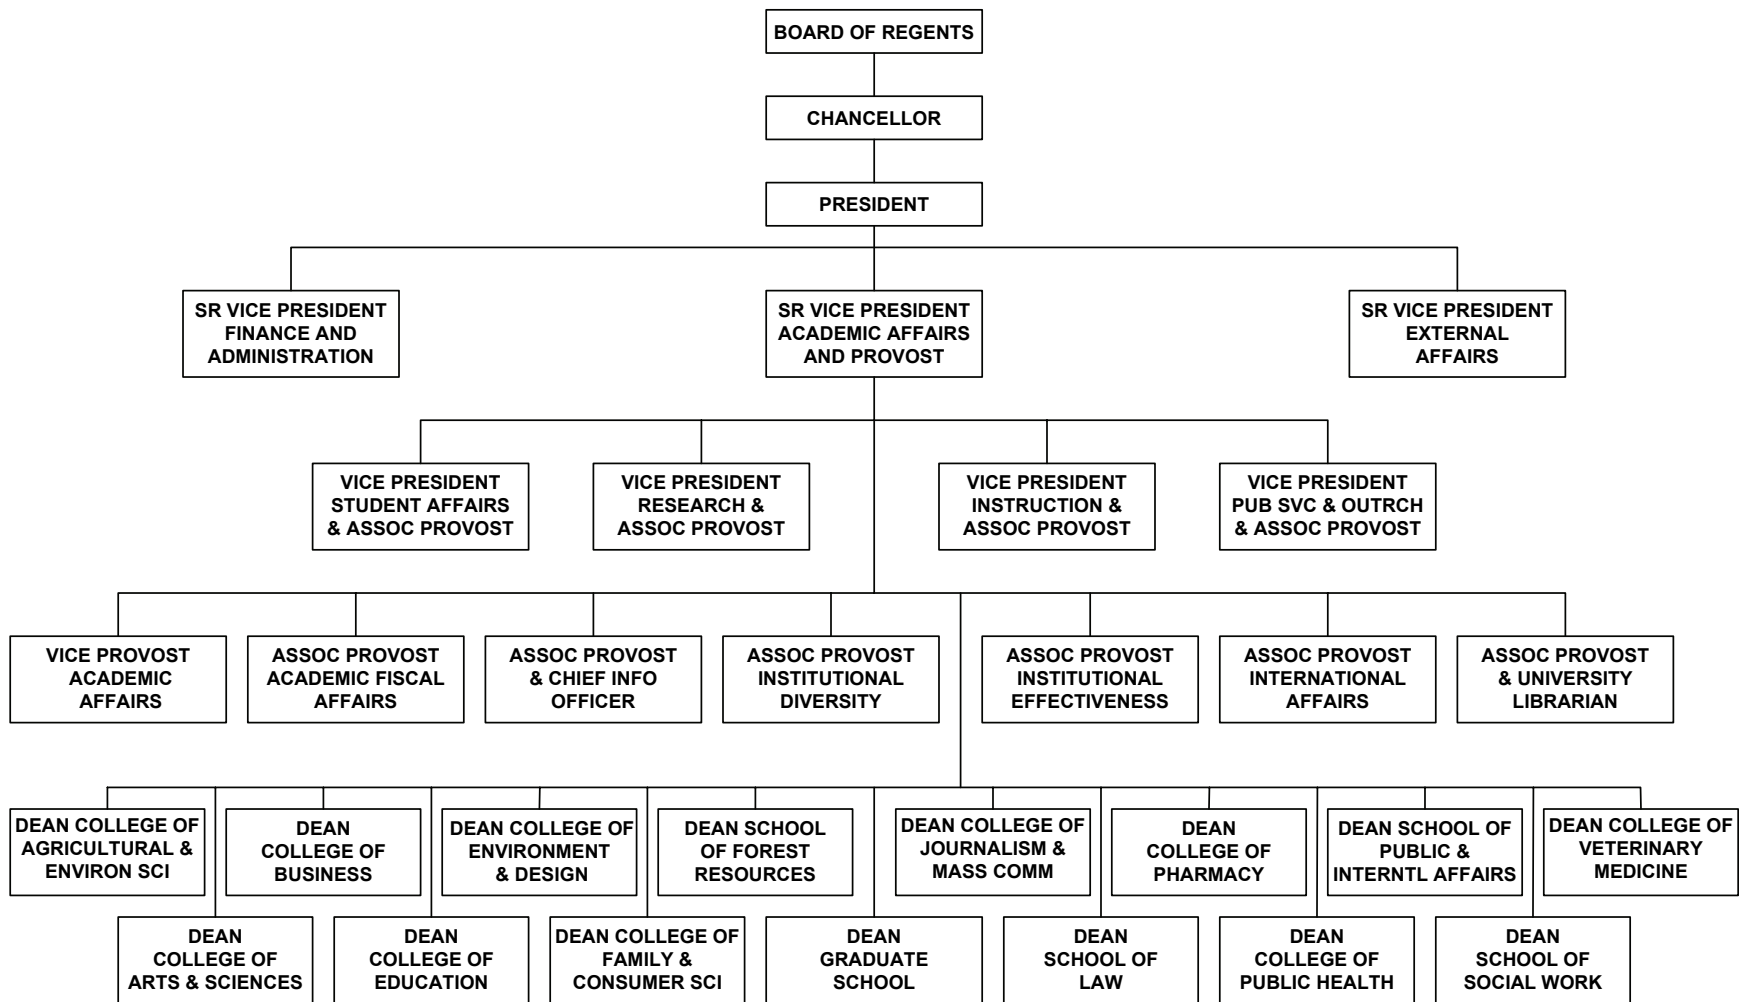 BOARD OF REGENTS
CHANCELLOR
PRESIDENT
SR VICE PRESIDENT
FINANCE AND
ADMINISTRATION
SR VICE PRESIDENT
ACADEMIC AFFAIRS
AND PROVOST
SR VICE PRESIDENT
EXTERNAL
AFFAIRS
VICE PRESIDENT
STUDENT AFFAIRS
& ASSOC PROVOST
VICE PRESIDENT
RESEARCH &
ASSOC PROVOST
VICE PRESIDENT
INSTRUCTION &
ASSOC PROVOST
VICE PRESIDENT
PUB SVC & OUTRCH
& ASSOC PROVOST
VICE PROVOST
ACADEMIC
AFFAIRS
ASSOC PROVOST
ACADEMIC FISCAL
AFFAIRS
ASSOC PROVOST
& CHIEF INFO
OFFICER
ASSOC PROVOST
INSTITUTIONAL
DIVERSITY
ASSOC PROVOST
INSTITUTIONAL
EFFECTIVENESS
ASSOC PROVOST
INTERNATIONAL
AFFAIRS
ASSOC PROVOST
& UNIVERSITY
LIBRARIAN
DEAN COLLEGE OF
AGRICULTURAL &
ENVIRON SCI
DEAN
COLLEGE OF
BUSINESS
DEAN COLLEGE OF
ENVIRONMENT
& DESIGN
DEAN SCHOOL
OF FOREST
RESOURCES
DEAN COLLEGE OF
JOURNALISM &
MASS COMM
DEAN
COLLEGE OF
PHARMACY
DEAN SCHOOL OF
PUBLIC &
INTERNTL AFFAIRS
DEAN COLLEGE OF
VETERINARY
MEDICINE
DEAN
COLLEGE OF
ARTS & SCIENCES
DEAN
COLLEGE OF
EDUCATION
DEAN COLLEGE OF
FAMILY &
CONSUMER SCI
DEAN
GRADUATE
SCHOOL
DEAN
SCHOOL OF
LAW
DEAN
COLLEGE OF
PUBLIC HEALTH
DEAN
SCHOOL OF
SOCIAL WORK